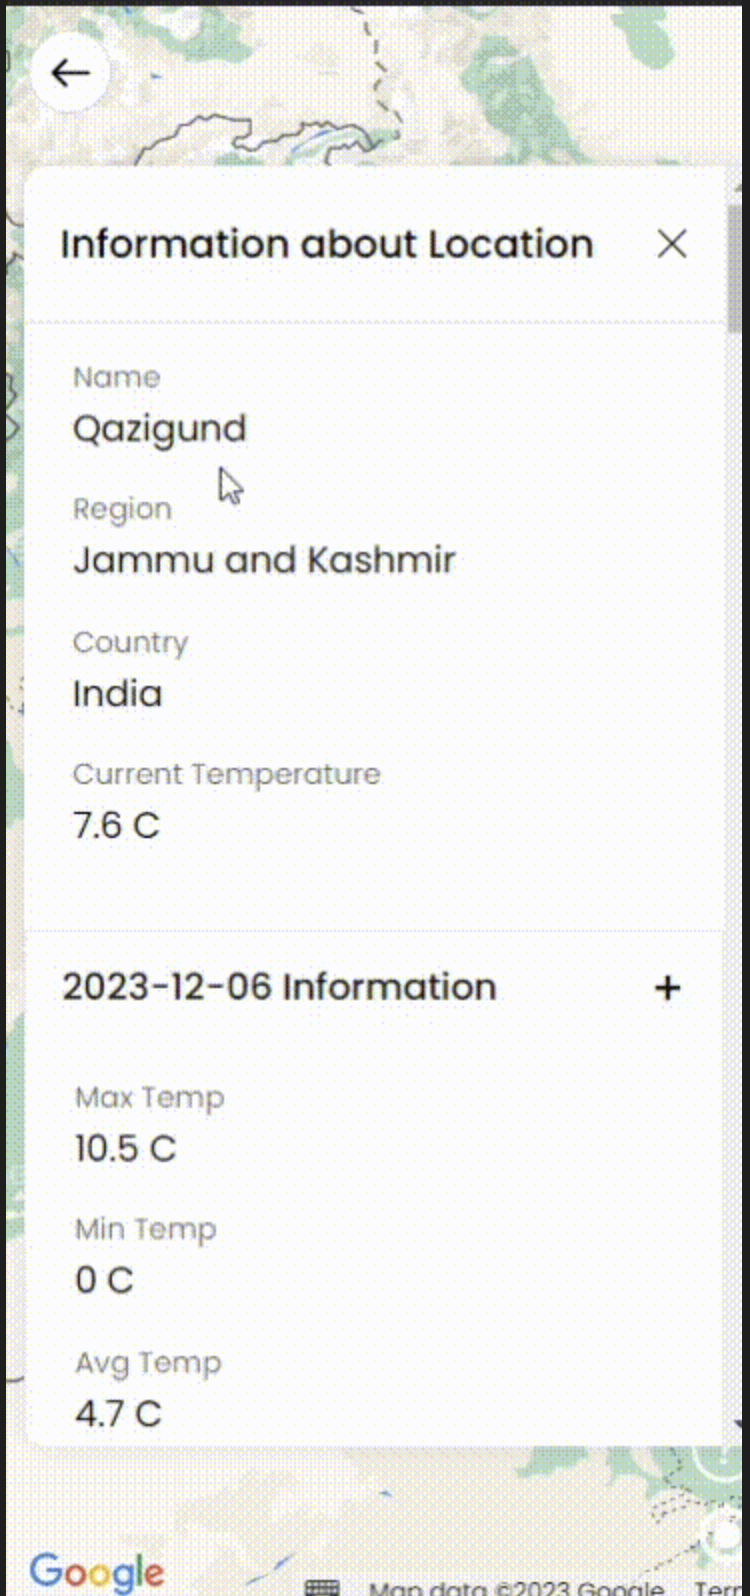 Information about Location
Name
Qazigund
Region
Jammu and Kashmir
Country
India
Current Temperature
7.6 C
2023-12-06 Information
Max Temp
10.5 C
Min Temp
0 C
Avg Temp
4.7 C
Google
Map data ©2023 Google